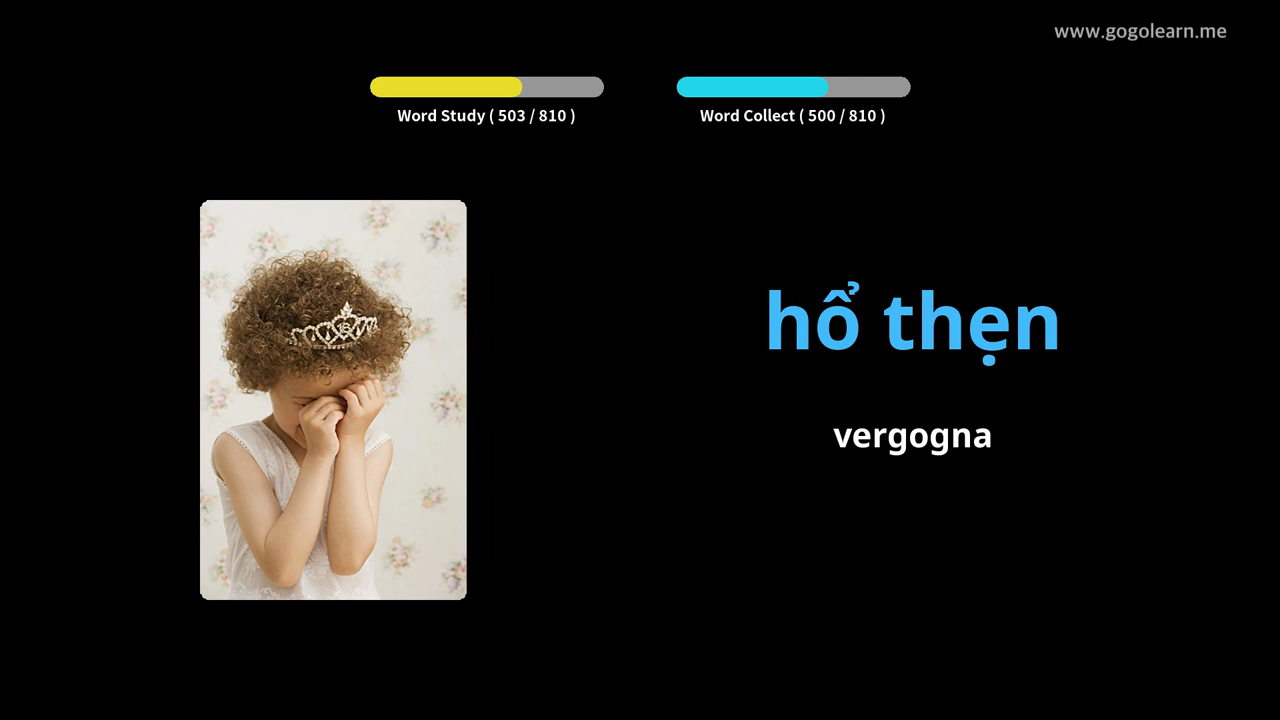 www.gogolearn.me
Word Study ( 503 / 810 )
Word Collect ( 500 / 810 )
hổ thẹn
vergogna